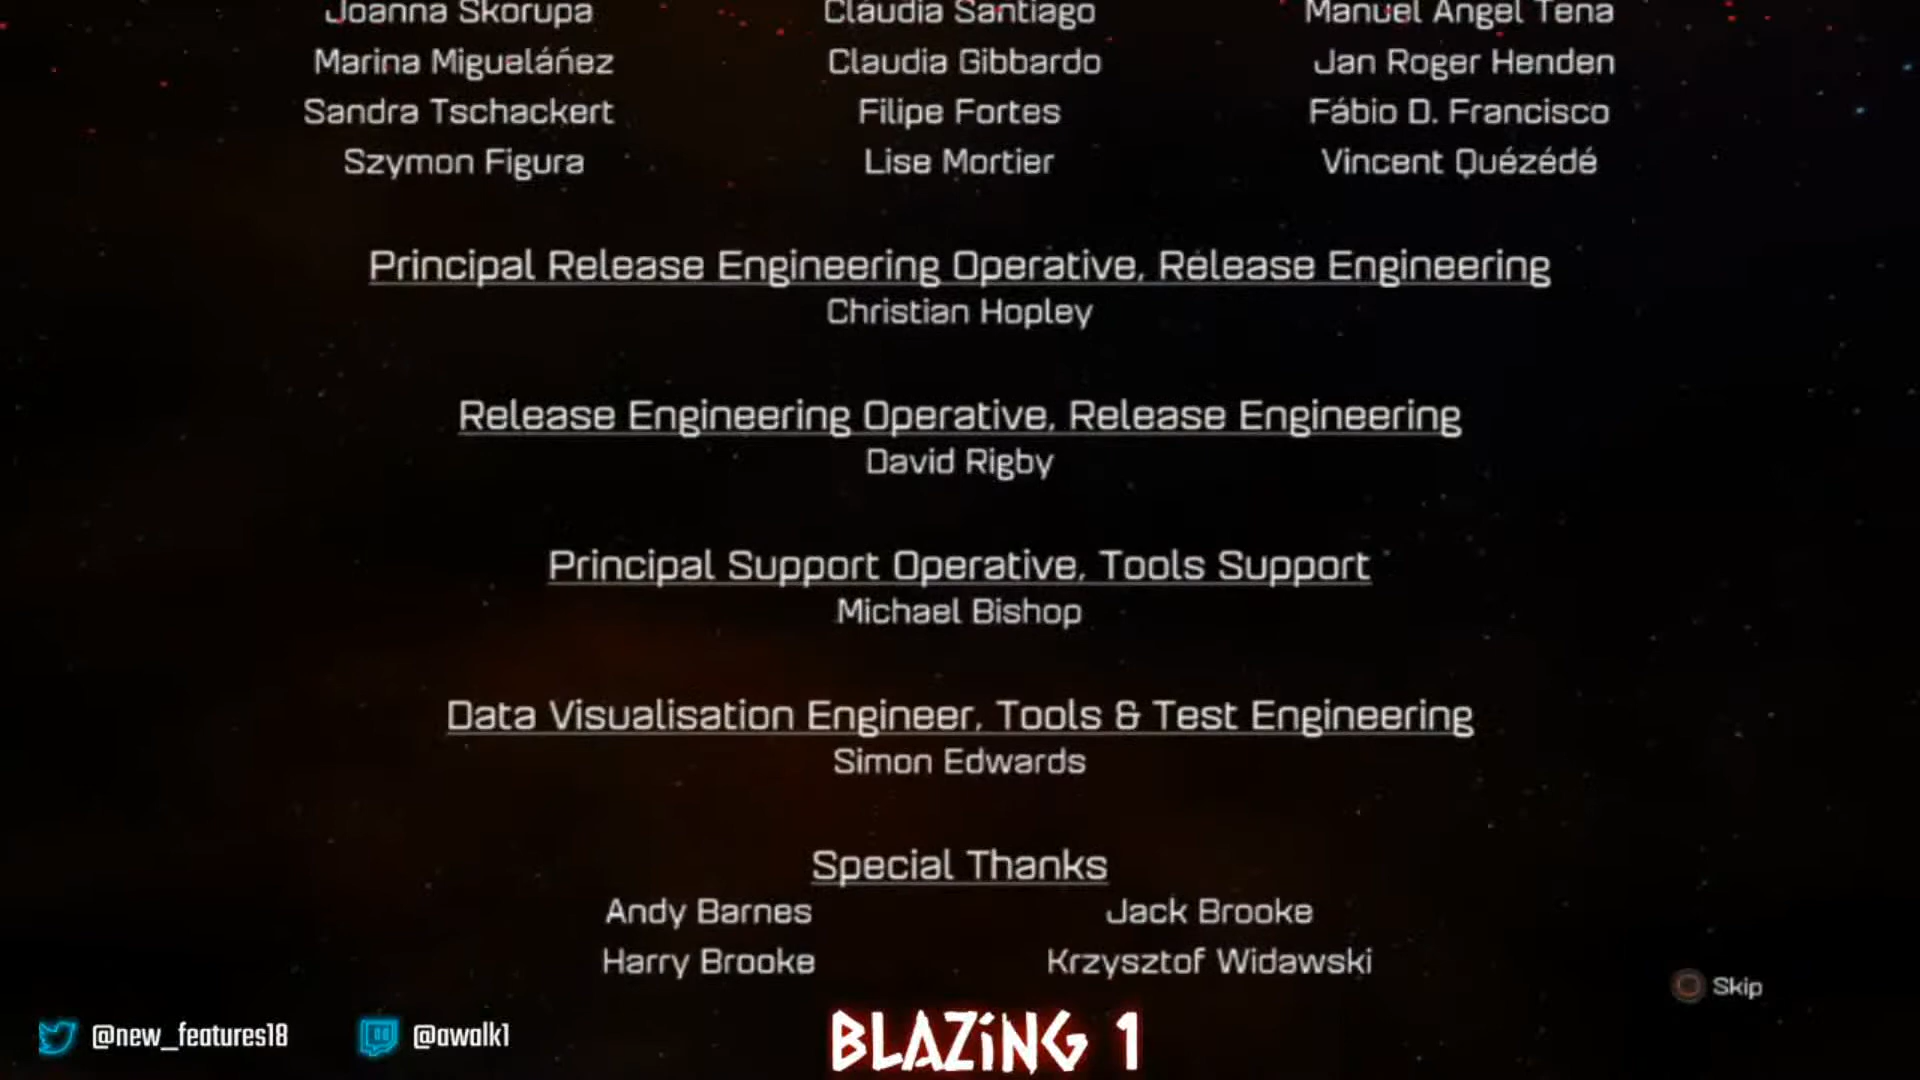 Joanna Skorupa Cláudia Santiago Manuel Ángel Tena
Marina Migueláñez Claudia Gibbardo Jan Roger Henden
Sandra Tschackert Filipe Fortes Fábio D. Francisco
Szymon Figura Lise Mortier Vincent Quézédé
Principal Release Engineering Operative, Release Engineering
Christian Hopley
Release Engineering Operative, Release Engineering
David Rigby
Principal Support Operative, Tools Support
Michael Bishop
Data Visualisation Engineer, Tools & Test Engineering
Simon Edwards
Special Thanks
Andy Barnes Jack Brooke
Harry Brooke Krzysztof Widawski
Skip
@new_features18 @awalk1 BLAZiNG 1